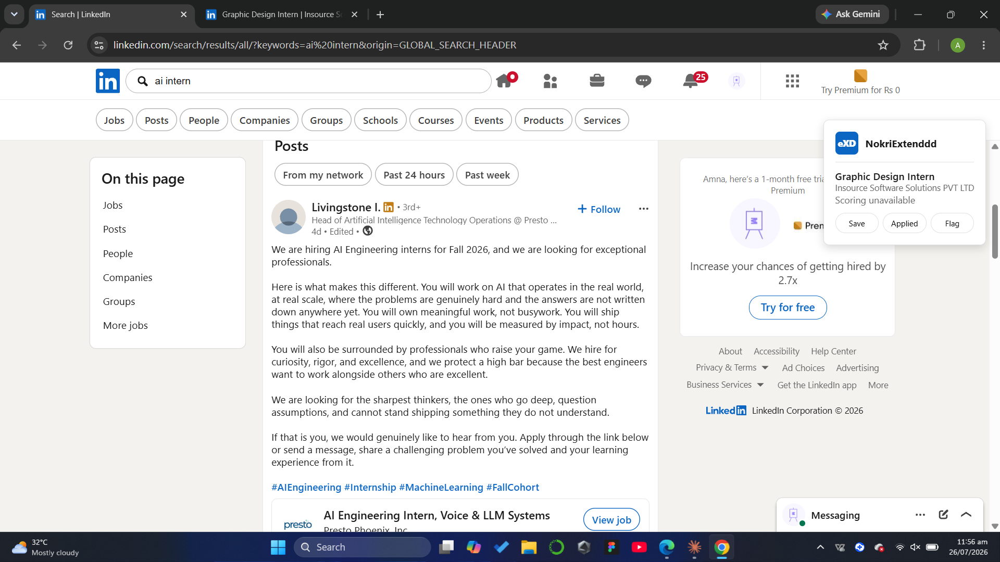 Search | LinkedIn
Graphic Design Intern | Insource S
Ask Gemini
linkedin.com/search/results/all/?keywords=ai%20intern&origin=GLOBAL_SEARCH_HEADER
A
in
ai intern
25
Try Premium for Rs 0
Jobs
Posts
People
Companies
Groups
Schools
Courses
Events
Products
Services
On this page
Jobs
Posts
People
Companies
Groups
More jobs
Posts
From my network
Past 24 hours
Past week
Livingstone I. in • 3rd+
Head of Artificial Intelligence Technology Operations @ Presto ...
4d • Edited •
+ Follow
We are hiring AI Engineering interns for Fall 2026, and we are looking for exceptional
professionals.
Here is what makes this different. You will work on AI that operates in the real world,
at real scale, where the problems are genuinely hard and the answers are not written
down anywhere yet. You will own meaningful work, not busywork. You will ship
things that reach real users quickly, and you will be measured by impact, not hours.
You will also be surrounded by professionals who raise your game. We hire for
curiosity, rigor, and excellence, and we protect a high bar because the best engineers
want to work alongside others who are excellent.
We are looking for the sharpest thinkers, the ones who go deep, question
assumptions, and cannot stand shipping something they do not understand.
If that is you, we would genuinely like to hear from you. Apply through the link below
or send a message, share a challenging problem you've solved and your learning
experience from it.
#AIEngineering #Internship #MachineLearning #FallCohort
presto
AI Engineering Intern, Voice & LLM Systems
Presto Phoenix, Inc
View job
Amna, here's a 1-month free tria
Premium
Prem
Increase your chances of getting hired by
2.7x
Try for free
eXD
NokriExtenddd
Graphic Design Intern
Insource Software Solutions PVT LTD
Scoring unavailable
Save
Applied
Flag
About
Accessibility
Help Center
Privacy & Terms
Ad Choices
Advertising
Business Services
Get the LinkedIn app
More
LinkedIn LinkedIn Corporation © 2026
Messaging
32°C
Mostly cloudy
Search
11:56 am
26/07/2026